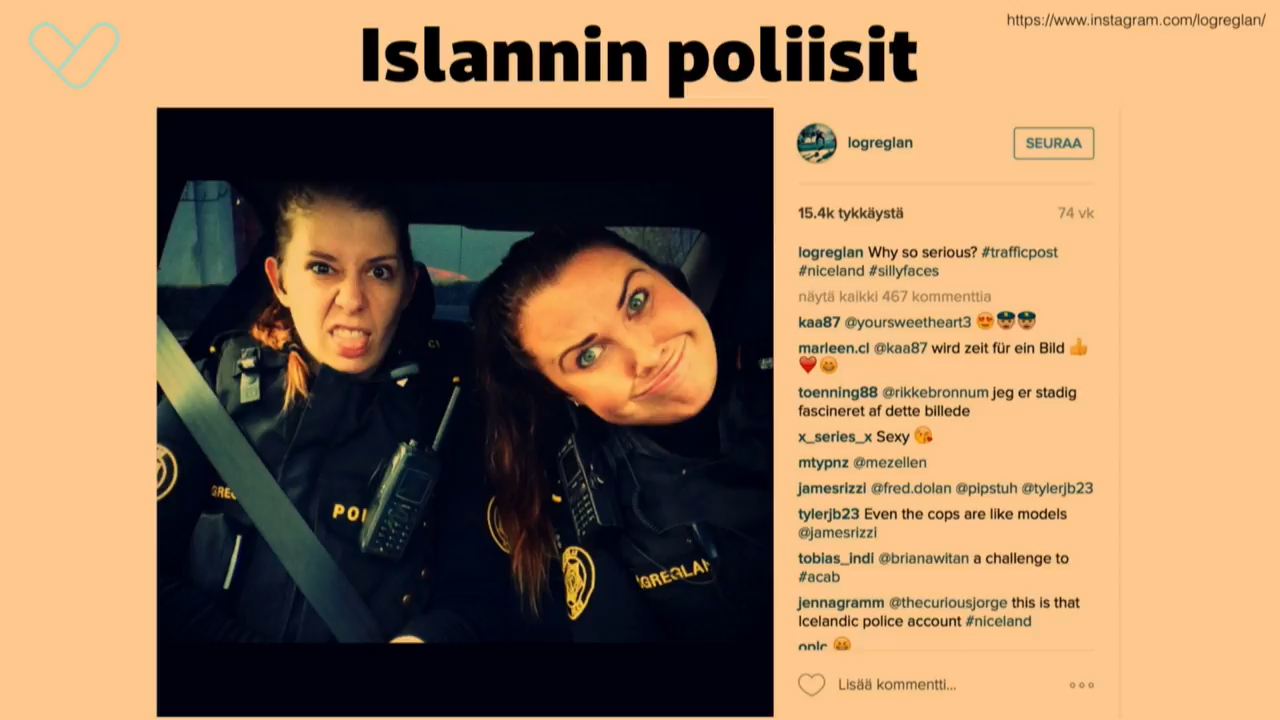 https://www.instagram.com/logreglan/
Islannin poliisit
logreglan
SEURAA
15.4k tykkäystä
74 vk
logreglan Why so serious? #trafficpost
#niceland #sillyfaces
näytä kaikki 467 kommenttia
kaa87 @yoursweetheart3 😍👮👮
marleen.cl @kaa87 wird zeit für ein Bild 👍
❤️😄
toenning88 @rikkebronnum jeg er stadig
fascineret af dette billede
x_series_x Sexy 😘
mtypnz @mezellen
jamesrizzi @fred.dolan @pipstuh @tylerjb23
tylerjb23 Even the cops are like models
@jamesrizzi
tobias_indi @brianawitan a challenge to
#acab
jennagramm @thecuriousjorge this is that
Icelandic police account #niceland
Lisää kommentti...
POL